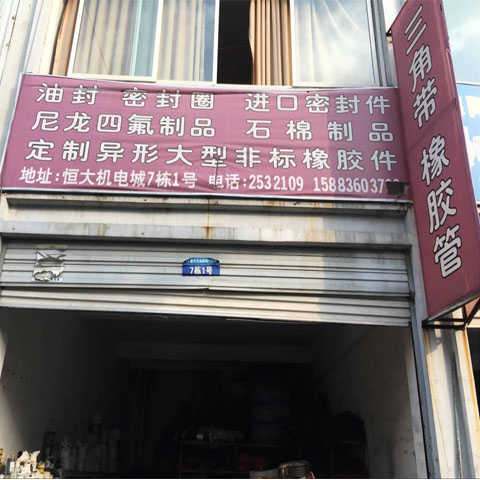 油封 密封圈 进口密封件
尼龙四氟制品 石棉制品
定制异形大型非标橡胶件
地址:恒大机电城7栋1号 电话:2532109
三角带 橡胶管
7栋1号